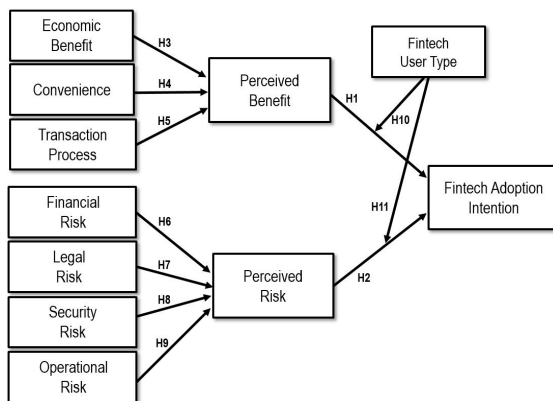 Economic
Benefit
Convenience
Transaction
Process
H3
H4
H5
Perceived
Benefit
Fintech
User Type
H1
H10
H11
Fintech Adoption
Intention
Financial
Risk
Legal
Risk
Security
Risk
Operational
Risk
H6
H7
H8
H9
Perceived
Risk
H2